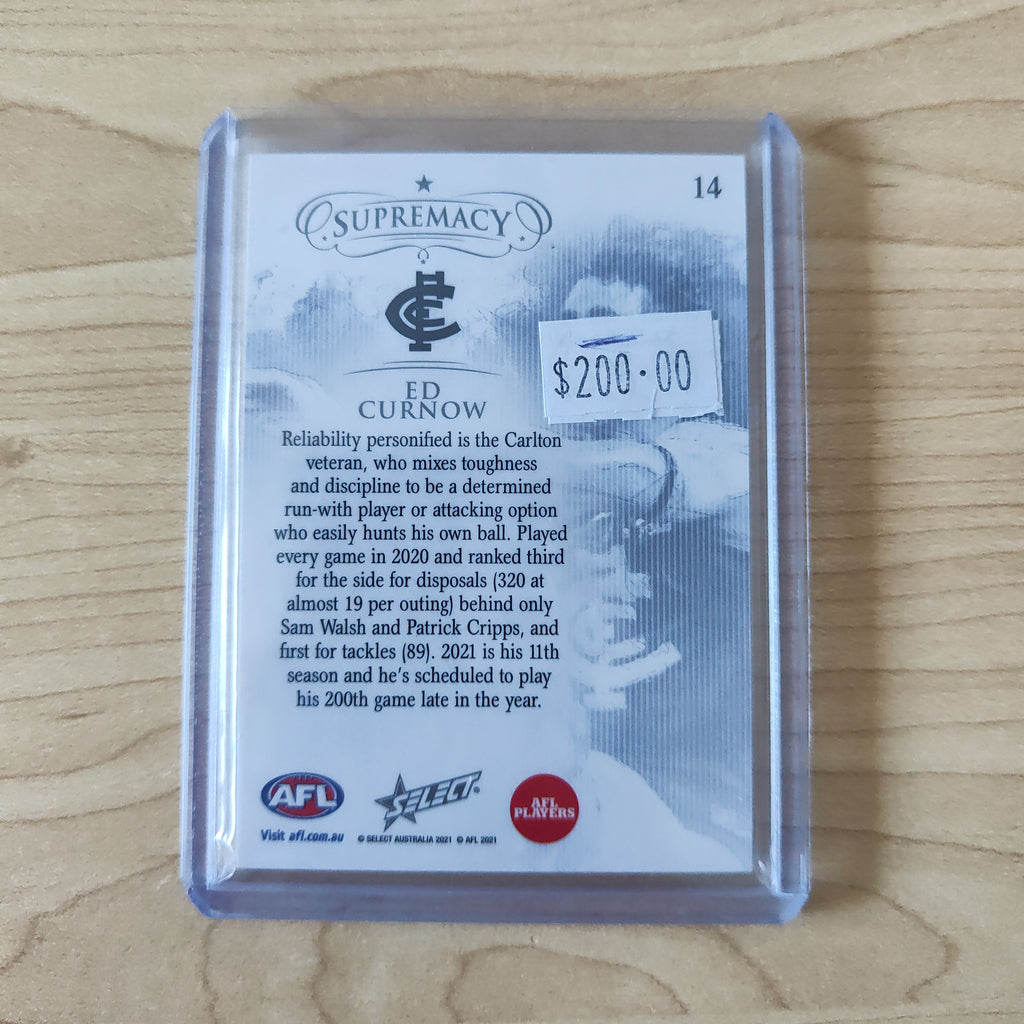 14
SUPREMACY
$200.00
ED
CURNOW
Reliability personified is the Carlton
veteran, who mixes toughness
and discipline to be a determined
run-with player or attacking option
who easily hunts his own ball. Played
every game in 2020 and ranked third
for the side for disposals (320 at
almost 19 per outing) behind only
Sam Walsh and Patrick Cripps, and
first for tackles (89). 2021 is his 11th
season and he's scheduled to play
his 200th game late in the year.
AFL
Visit afl.com.au
SELECT
© SELECT AUSTRALIA 2021 © AFL 2021
AFL
PLAYERS